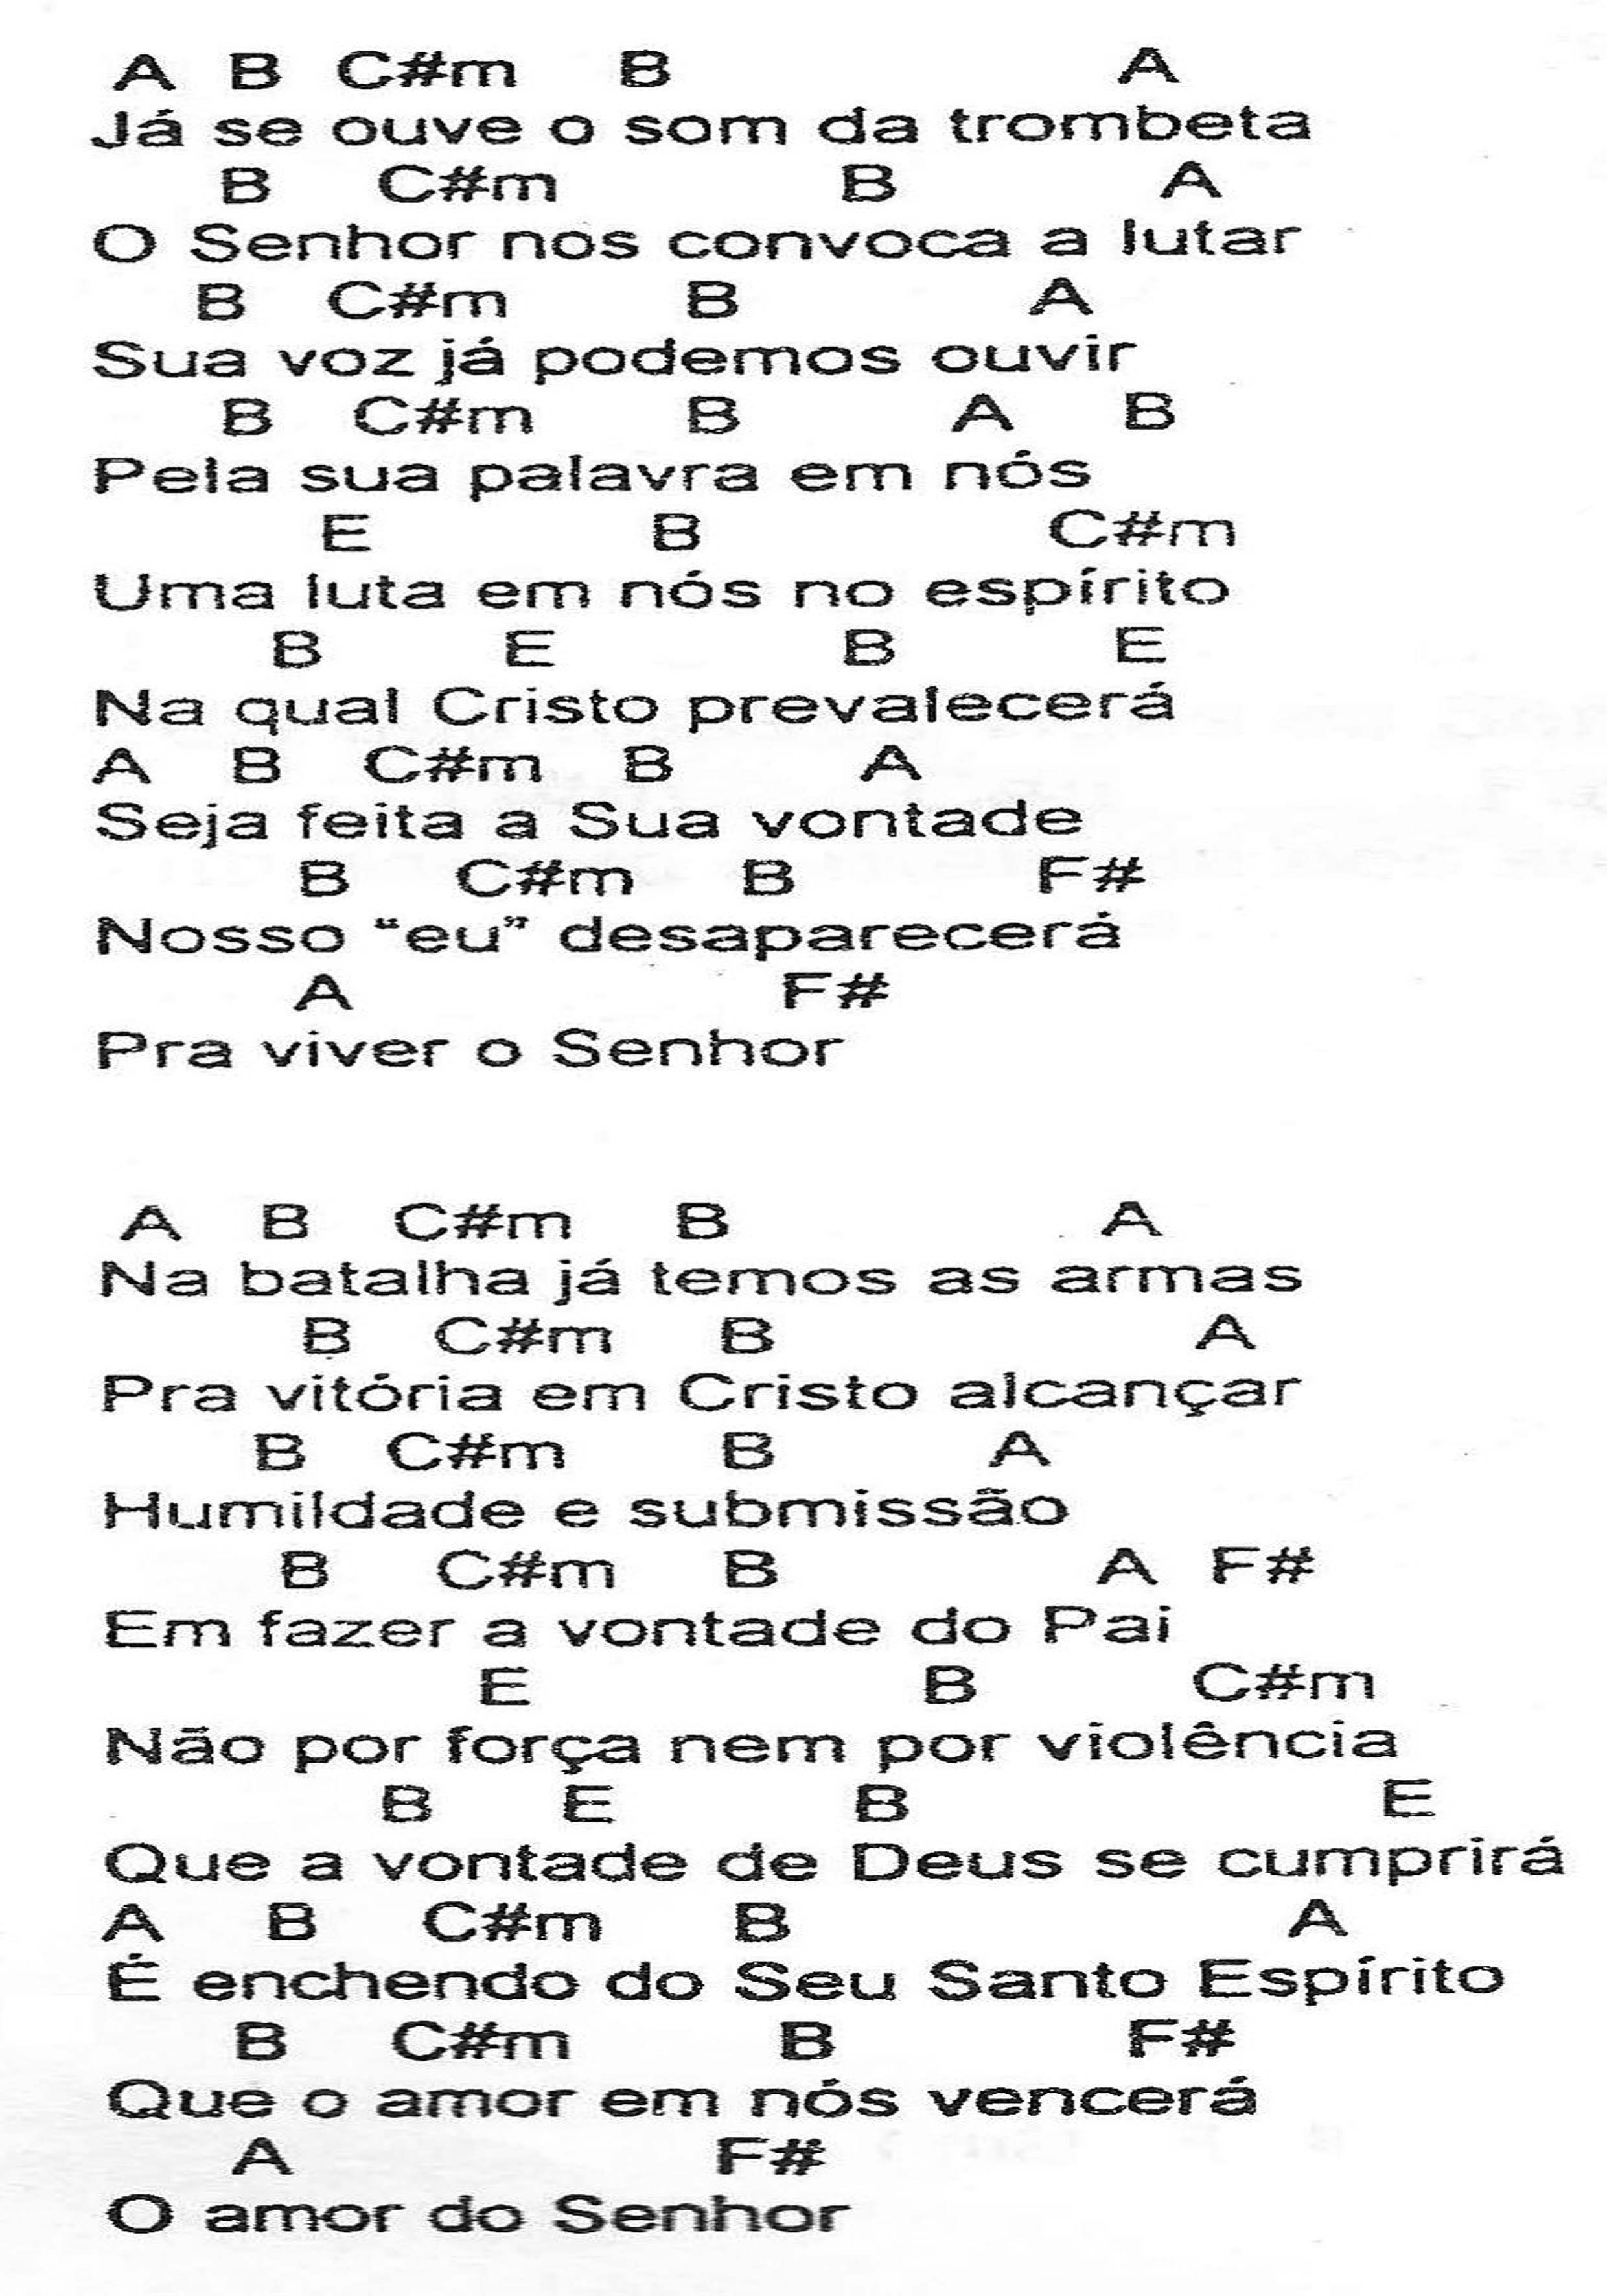 A B C#m B A
Já se ouve o som da trombeta
B C#m B A
O Senhor nos convoca a lutar
B C#m B A
Sua voz já podemos ouvir
B C#m B A B
Pela sua palavra em nós
E B C#m
Uma luta em nós no espírito
B E B E
Na qual Cristo prevalecerá
A B C#m B A
Seja feita a Sua vontade
B C#m B F#
Nosso “eu” desaparecerá
A F#
Pra viver o Senhor
A B C#m B A
Na batalha já temos as armas
B C#m B A
Pra vitória em Cristo alcançar
B C#m B A
Humildade e submissão
B C#m B A F#
Em fazer a vontade do Pai
E B C#m
Não por força nem por violência
B E B E
Que a vontade de Deus se cumprirá
A B C#m B A
É enchendo do Seu Santo Espírito
B C#m B F#
Que o amor em nós vencerá
A F#
O amor do Senhor